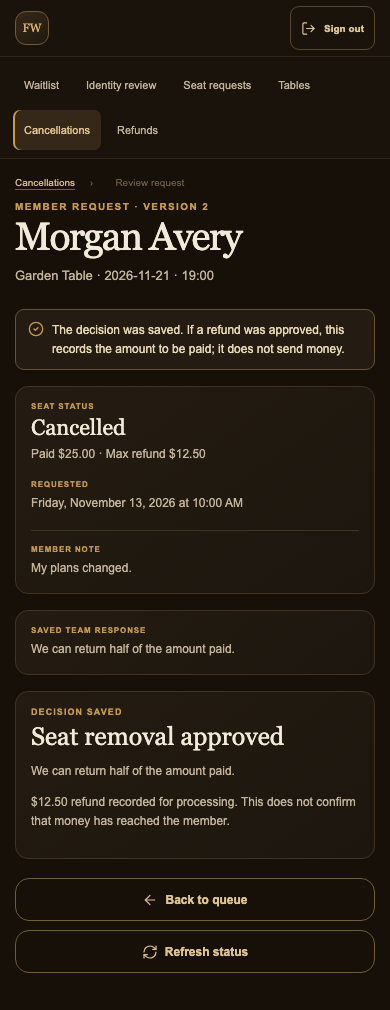 FW
Sign out
Waitlist
Identity review
Seat requests
Tables
Cancellations
Refunds
Cancellations › Review request
MEMBER REQUEST · VERSION 2
Morgan Avery
Garden Table · 2026-11-21 · 19:00
The decision was saved. If a refund was approved, this
records the amount to be paid; it does not send money.
SEAT STATUS
Cancelled
Paid $25.00 · Max refund $12.50
REQUESTED
Friday, November 13, 2026 at 10:00 AM
MEMBER NOTE
My plans changed.
SAVED TEAM RESPONSE
We can return half of the amount paid.
DECISION SAVED
Seat removal approved
We can return half of the amount paid.
$12.50 refund recorded for processing. This does not confirm
that money has reached the member.
Back to queue
Refresh status